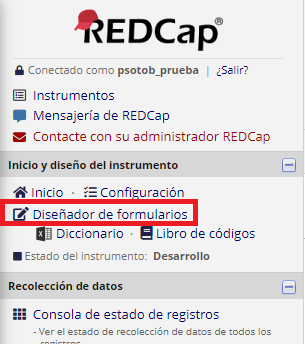 REDCap®
Conectado como psotob_prueba | ¿Salir?
Instrumentos
Mensajería de REDCap
Contacte con su administrador REDCap
Inicio y diseño del instrumento
Inicio · Configuración
Diseñador de formularios
Diccionario · Libro de códigos
Estado del instrumento: Desarrollo
Recolección de datos
Consola de estado de registros
- Ver el estado de recolección de datos de todos los
registros